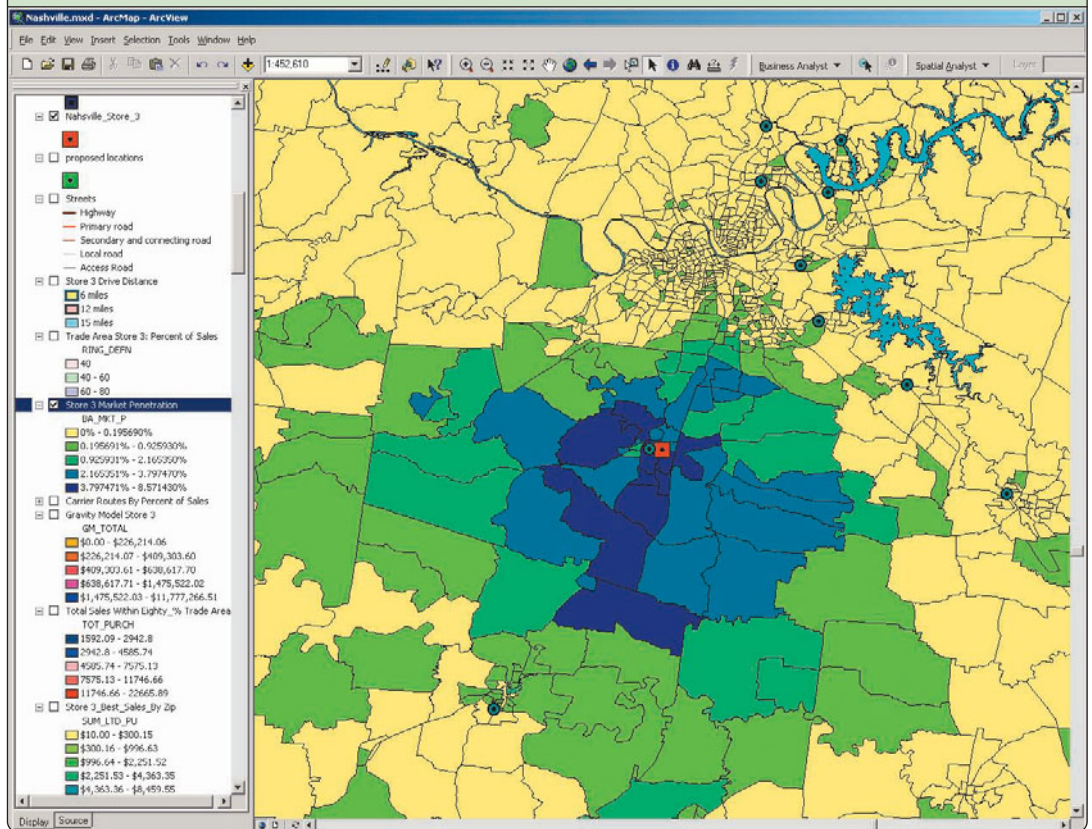 Nashville.mxd - ArcMap - ArcView
File Edit View Insert Selection Tools Window Help
1:452,610
Business Analyst
Spatial Analyst
Layer
Nahsville_Store_3
proposed locations
Streets
Highway
Primary road
Secondary and connecting road
Local road
Access Road
Store 3 Drive Distance
6 miles
12 miles
15 miles
Trade Area Store 3: Percent of Sales
RING_DEFN
40
40 - 60
60 - 80
Store 3 Market Penetration
BA_MKT_P
0% - 0.195690%
0.195691% - 0.925930%
0.925931% - 2.165350%
2.165351% - 3.797470%
3.797471% - 8.571430%
Carrier Routes By Percent of Sales
Gravity Model Store 3
GM_TOTAL
$0.00 - $226,214.06
$226,214.07 - $409,303.60
$409,303.61 - $638,617.70
$638,617.71 - $1,475,522.02
$1,475,522.03 - $11,777,266.51
Total Sales Within Eighty_% Trade Area
TOT_PURCH
1592.09 - 2942.8
2942.8 - 4585.74
4585.74 - 7575.13
7575.13 - 11746.66
11746.66 - 22665.89
Store 3_Best_Sales_By Zip
SUM_LTD_PU
$10.00 - $300.15
$300.16 - $996.63
$996.64 - $2,251.52
$2,251.53 - $4,363.35
$4,363.36 - $8,459.55
Display Source